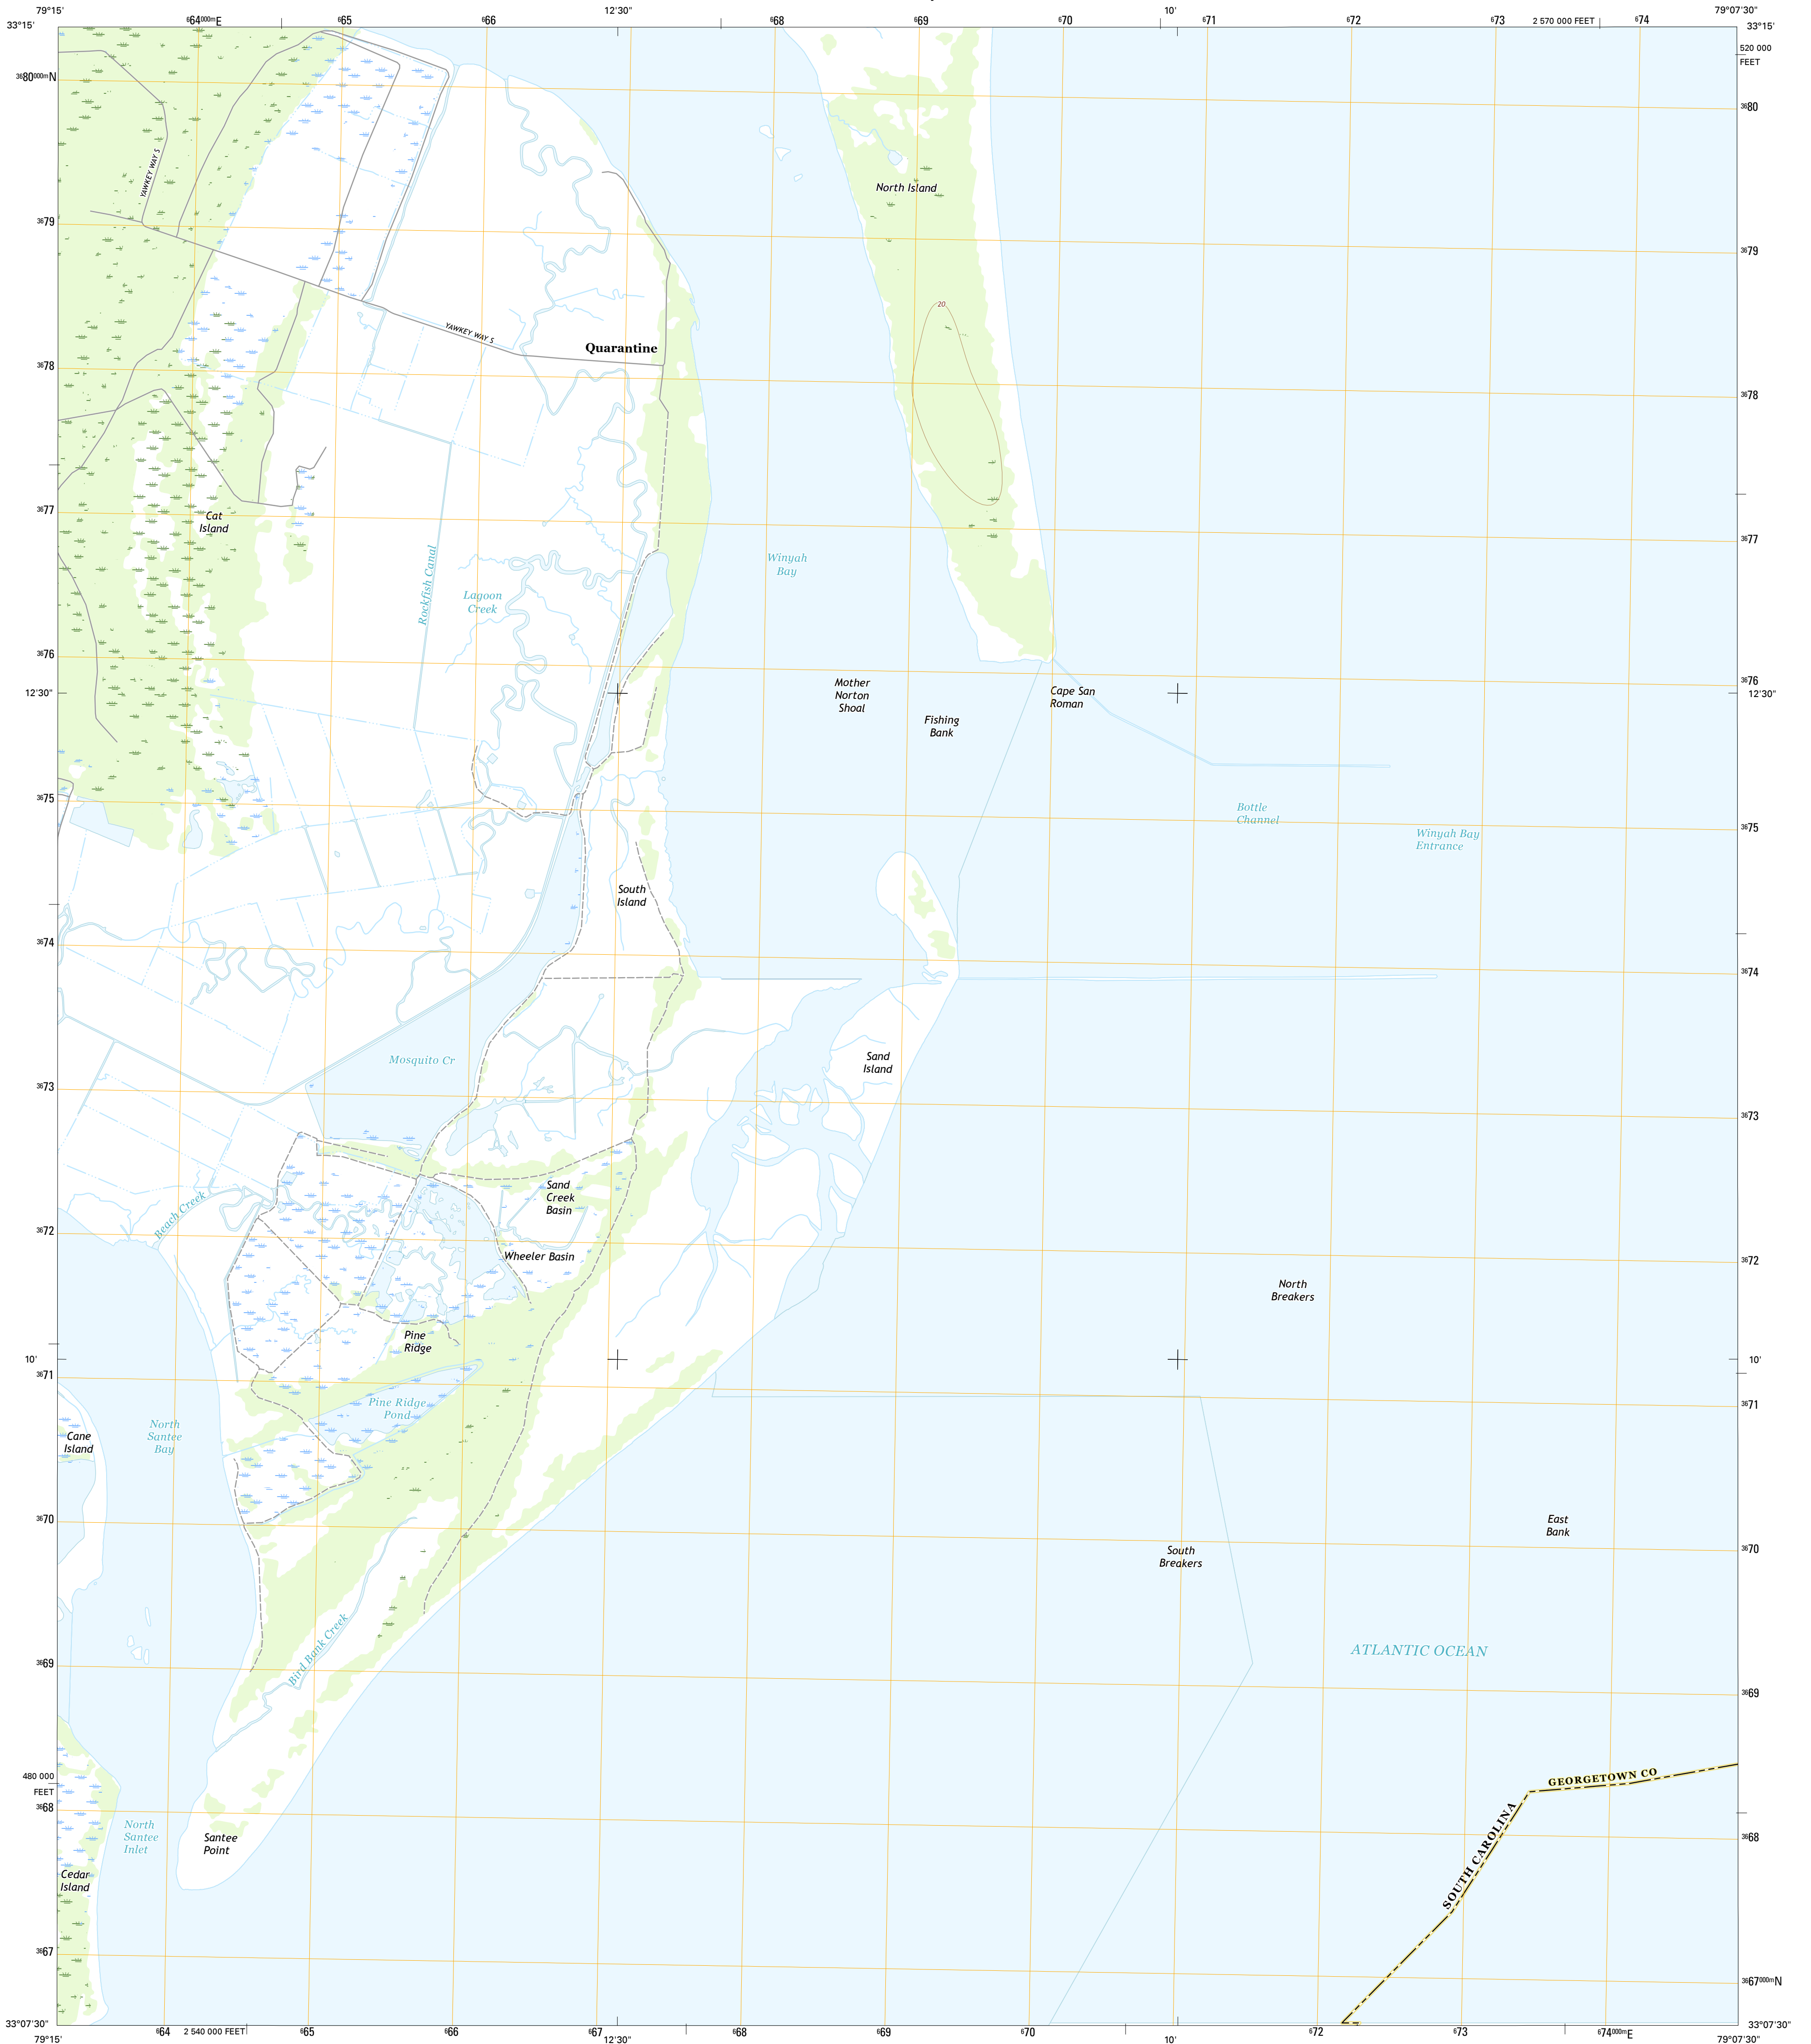 79°15'
⁶64⁰⁰⁰ᵐE
65
⁶66
12'30"
⁶68
⁶69
⁶70
10'
⁶71
⁶72
⁶73
2 570 000 FEET
⁶74
79°07'30"
33°15'
33°15'
520 000
FEET
³⁶80⁰⁰⁰ᵐN
³⁶80
YAWKEY WAY S
North Island
³⁶79
³⁶79
20
YAWKEY WAY S
Quarantine
³⁶78
³⁶78
³⁶77
Cat
Island
³⁶77
Rockfish Canal
Winyah
Bay
Lagoon
Creek
³⁶76
³⁶76
12'30"
Mother
Norton
Shoal
Cape San
Roman
12'30"
Fishing
Bank
³⁶75
Bottle
Channel
³⁶75
Winyah Bay
Entrance
South
Island
³⁶74
³⁶74
Mosquito Cr
Sand
Island
³⁶73
³⁶73
Sand
Creek
Basin
Beach Creek
³⁶72
Wheeler Basin
³⁶72
North
Breakers
Pine
Ridge
10'
10'
³⁶71
³⁶71
Pine Ridge
Pond
North
Santee
Bay
Cane
Island
³⁶70
East
Bank
³⁶70
South
Breakers
Bird Bank Creek
ATLANTIC OCEAN
³⁶69
³⁶69
480 000
FEET
GEORGETOWN CO
SOUTH CAROLINA
³⁶68
³⁶68
North
Santee
Inlet
Santee
Point
Cedar
Island
³⁶67
³⁶67⁰⁰⁰ᵐN
33°07'30"
33°07'30"
79°15'
⁶64
2 540 000 FEET
⁶65
⁶66
⁶67
12'30"
⁶68
⁶69
⁶70
10'
⁶72
⁶73
⁶74⁰⁰⁰ᵐE
79°07'30"